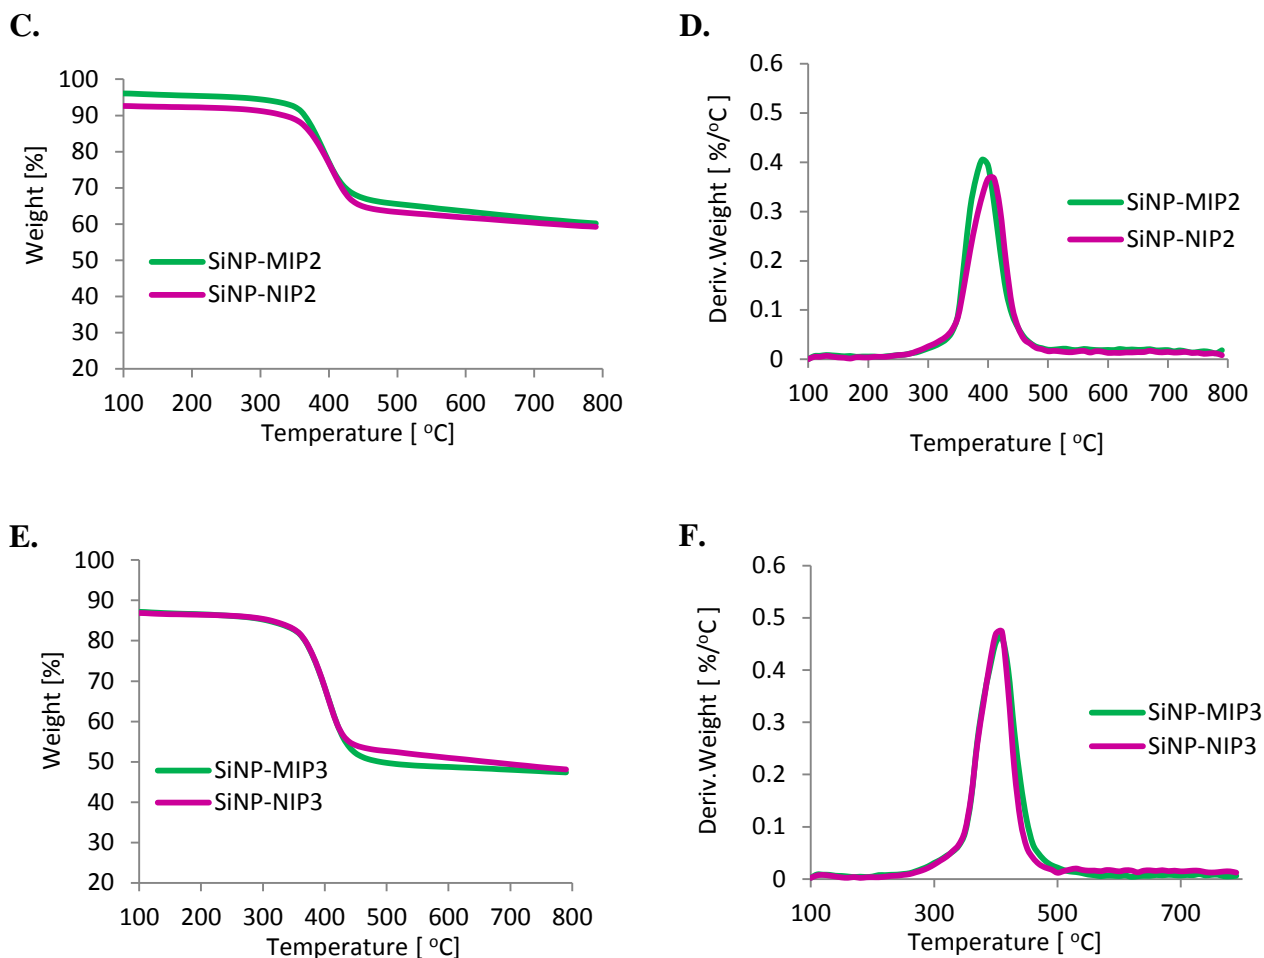 C.
100
90
80
70
60
50
40
30
20
Weight [%]
SiNP-MIP2
SiNP-NIP2
100 200 300 400 500 600 700 800
Temperature [ °C]
D.
0.6
0.5
0.4
0.3
0.2
0.1
0
Deriv.Weight [ %/°C]
SiNP-MIP2
SiNP-NIP2
100 200 300 400 500 600 700 800
Temperature [ °C]
E.
100
90
80
70
60
50
40
30
20
Weight [%]
SiNP-MIP3
SiNP-NIP3
100 200 300 400 500 600 700 800
Temperature [ °C]
F.
0.6
0.5
0.4
0.3
0.2
0.1
0
Deriv.Weight [ %/°C]
SiNP-MIP3
SiNP-NIP3
100 300 500 700
Temperature [ °C]